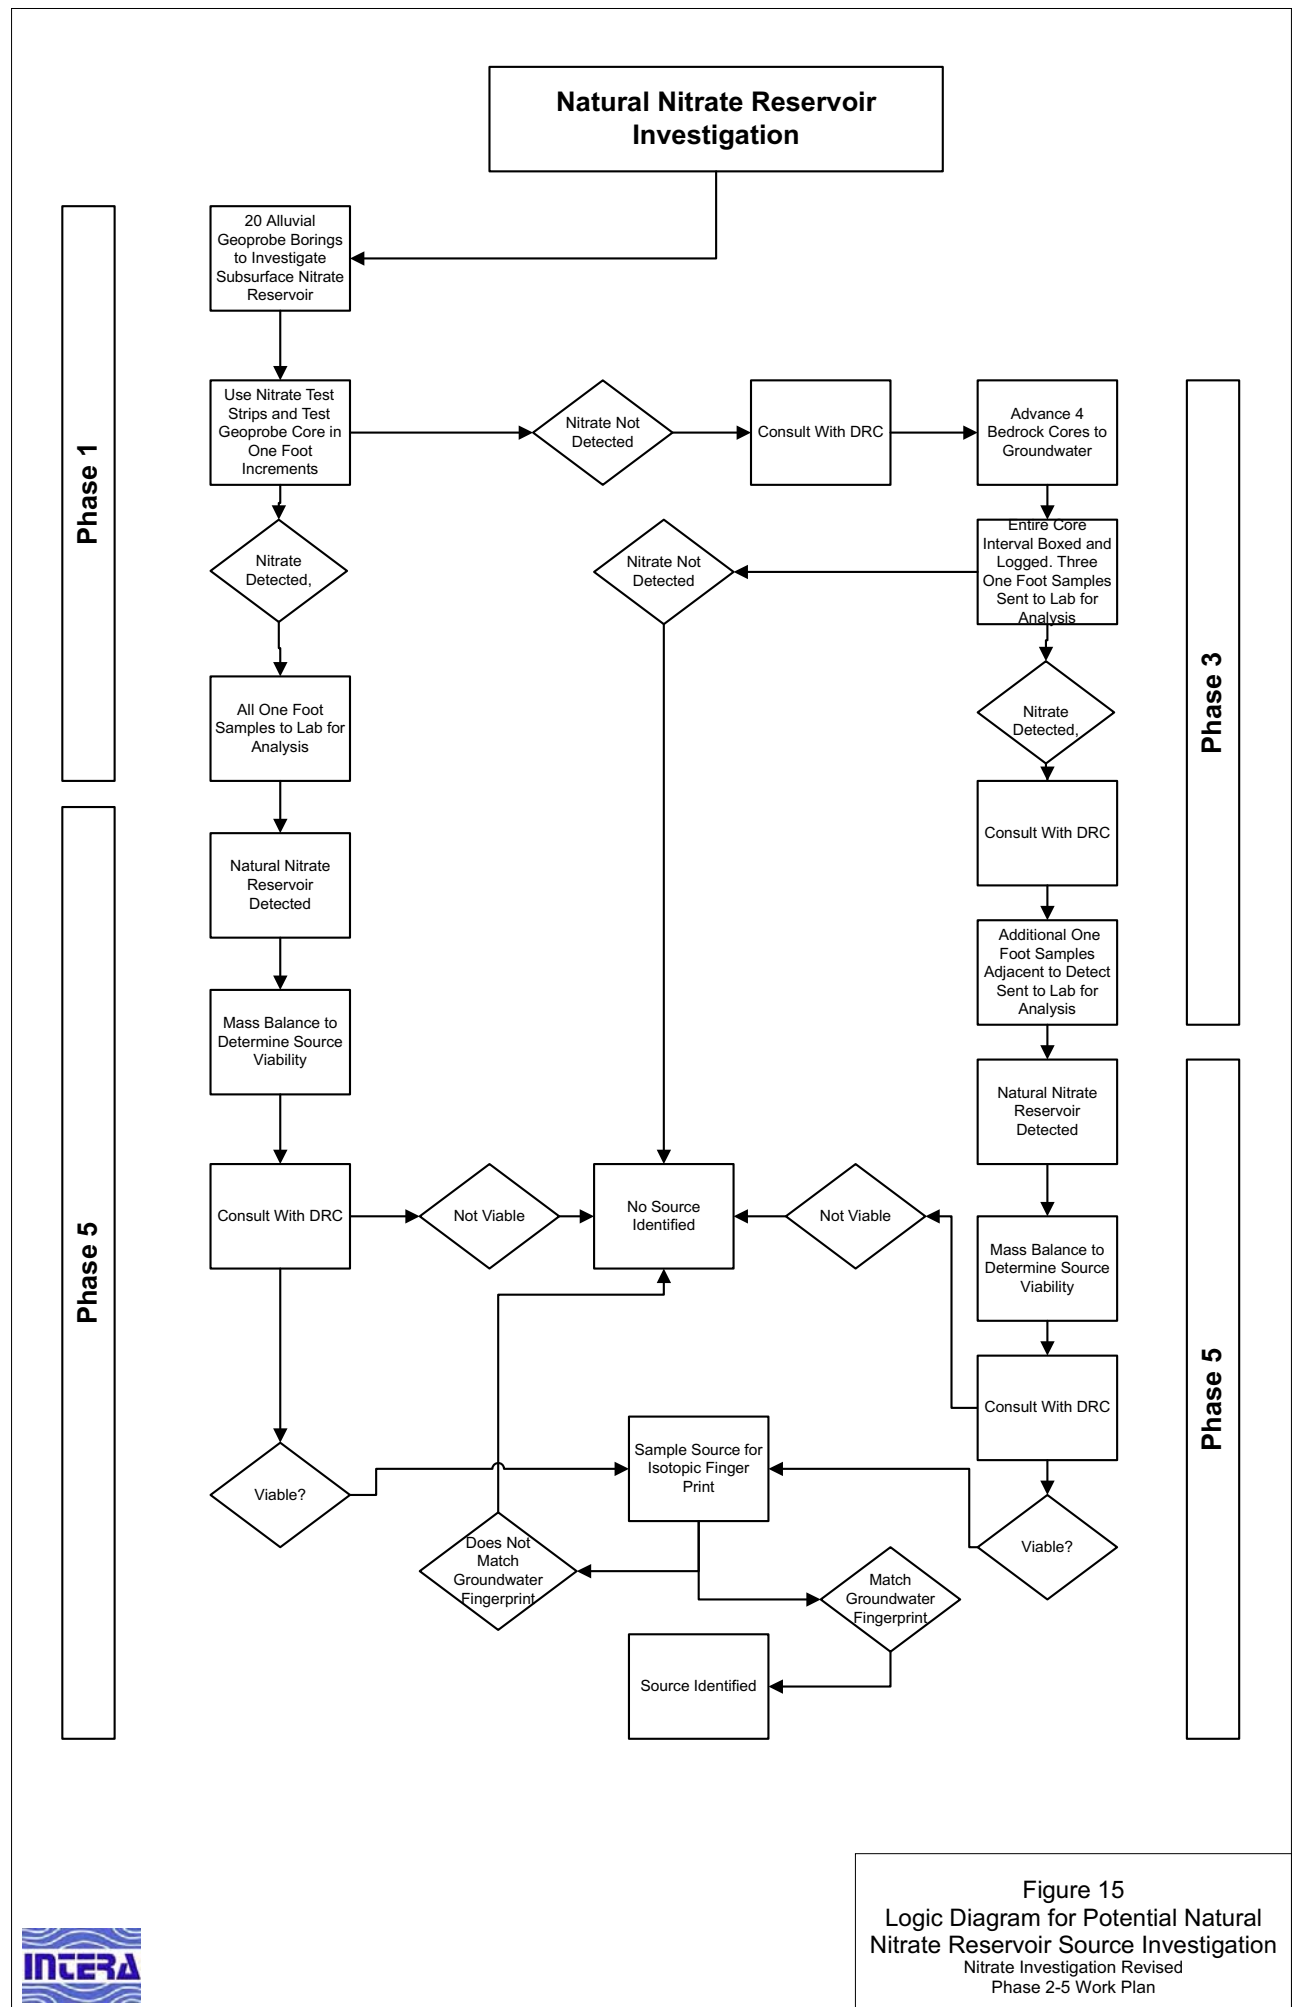 Natural Nitrate Reservoir
Investigation
Phase 1
20 Alluvial
Geoprobe Borings
to Investigate
Subsurface Nitrate
Reservoir
Use Nitrate Test
Strips and Test
Geoprobe Core in
One Foot
Increments
Nitrate Not
Detected
Consult With DRC
Advance 4
Bedrock Cores to
Groundwater
Phase 3
Nitrate
Detected,
Nitrate Not
Detected
Entire Core
Interval Boxed and
Logged. Three
One Foot Samples
Sent to Lab for
Analysis
All One Foot
Samples to Lab for
Analysis
Nitrate
Detected,
Consult With DRC
Phase 5
Natural Nitrate
Reservoir
Detected
Additional One
Foot Samples
Adjacent to Detect
Sent to Lab for
Analysis
Mass Balance to
Determine Source
Viability
Natural Nitrate
Reservoir
Detected
Phase 5
Consult With DRC
Not Viable
No Source
Identified
Not Viable
Mass Balance to
Determine Source
Viability
Consult With DRC
Viable?
Sample Source for
Isotopic Finger
Print
Viable?
Does Not
Match
Groundwater
Fingerprint
Match
Groundwater
Fingerprint
Source Identified
INTERA
Figure 15
Logic Diagram for Potential Natural
Nitrate Reservoir Source Investigation
Nitrate Investigation Revised
Phase 2-5 Work Plan